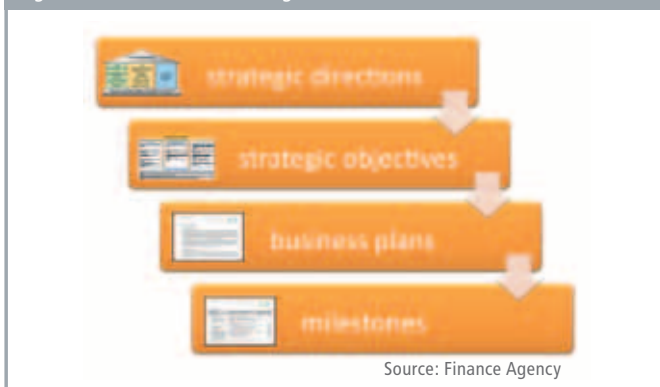 strategic directions
strategic objectives
business plans
milestones
Source: Finance Agency